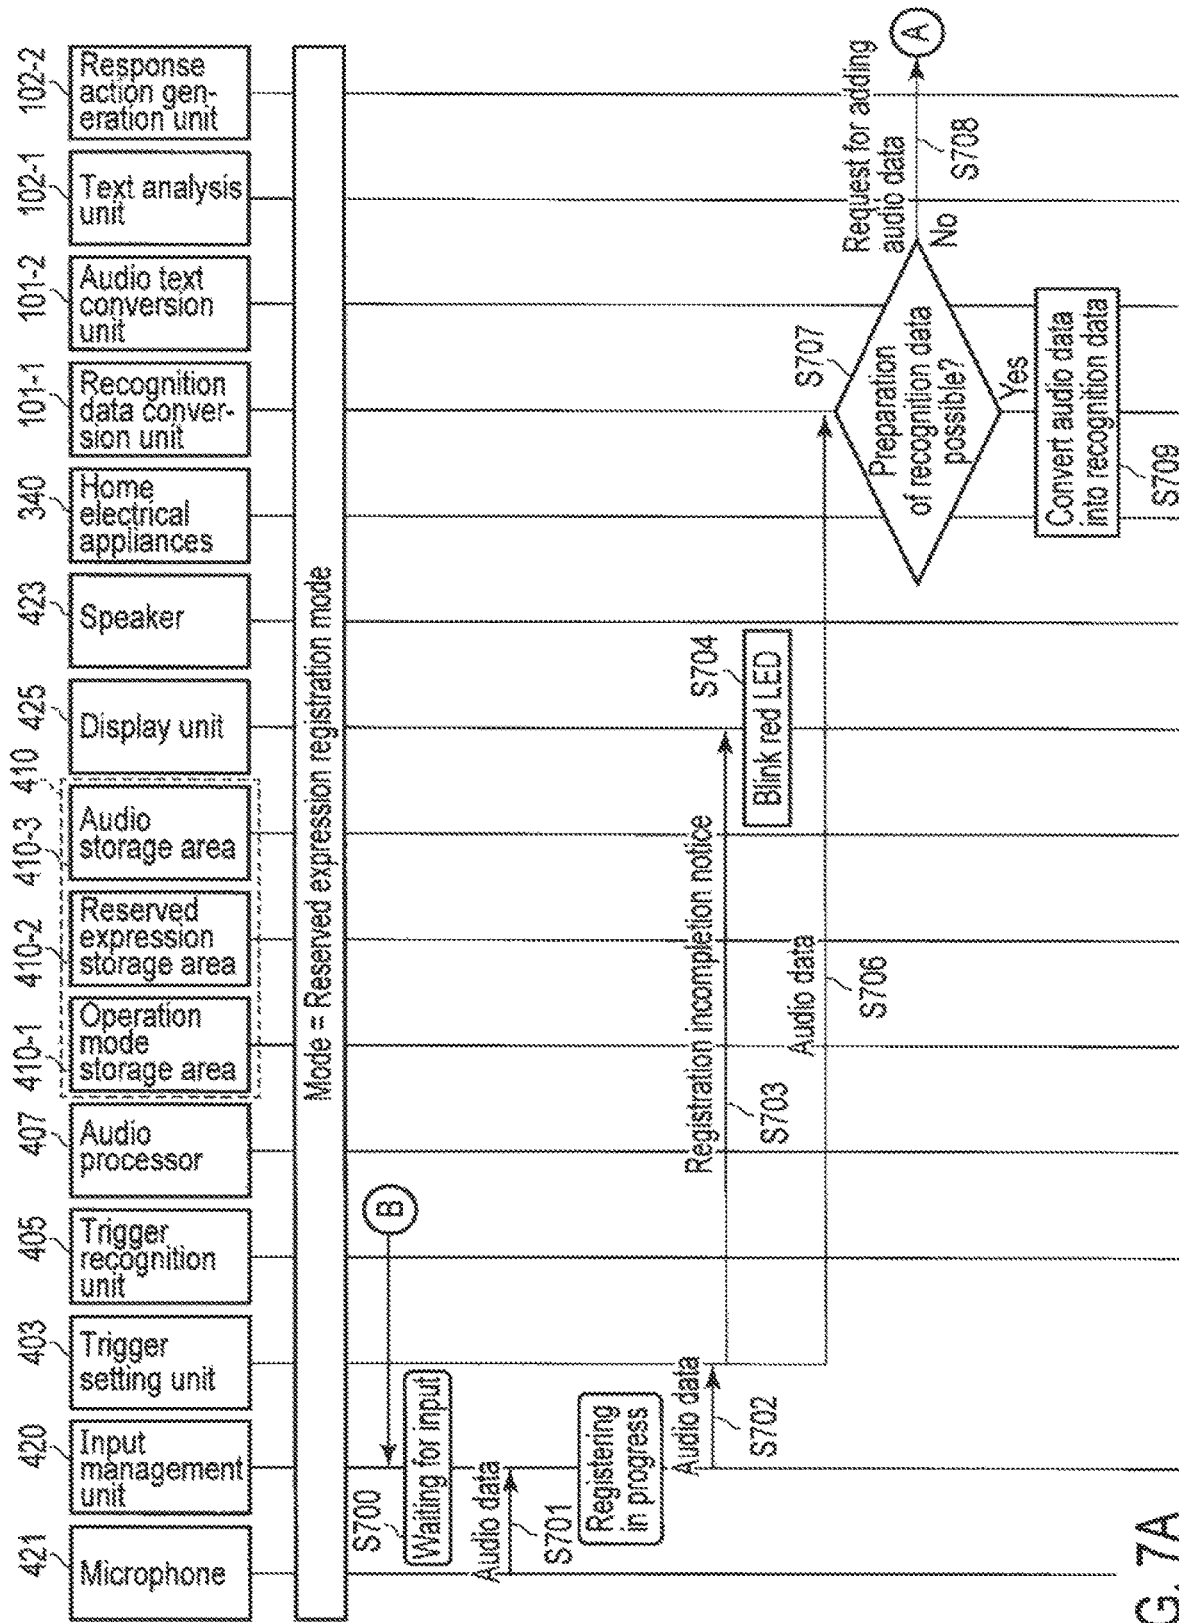 421
Microphone
420
Input
management
unit
403
Trigger
setting unit
405
Trigger
recognition
unit
407
Audio
processor
410-1
Operation
mode
storage area
410-2
Reserved
expression
storage area
410-3
Audio
storage area
410
425
Display unit
423
Speaker
340
Home
electrical
appliances
101-1
Recognition
data conver-
sion unit
101-2
Audio text
conversion
unit
102-1
Text analysis
unit
102-2
Response
action gen-
eration unit
Mode = Reserved expression registration mode
B
S700
Waiting for input
Audio data
S701
Registering
in progress
Audio data
S702
Registration incompletion notice
S703
S704
Blink red LED
Audio data
S706
S707
Preparation
of recognition data
possible?
No
Request for adding
audio data
S708
A
Yes
Convert audio data
into recognition data
S709
G. 7A